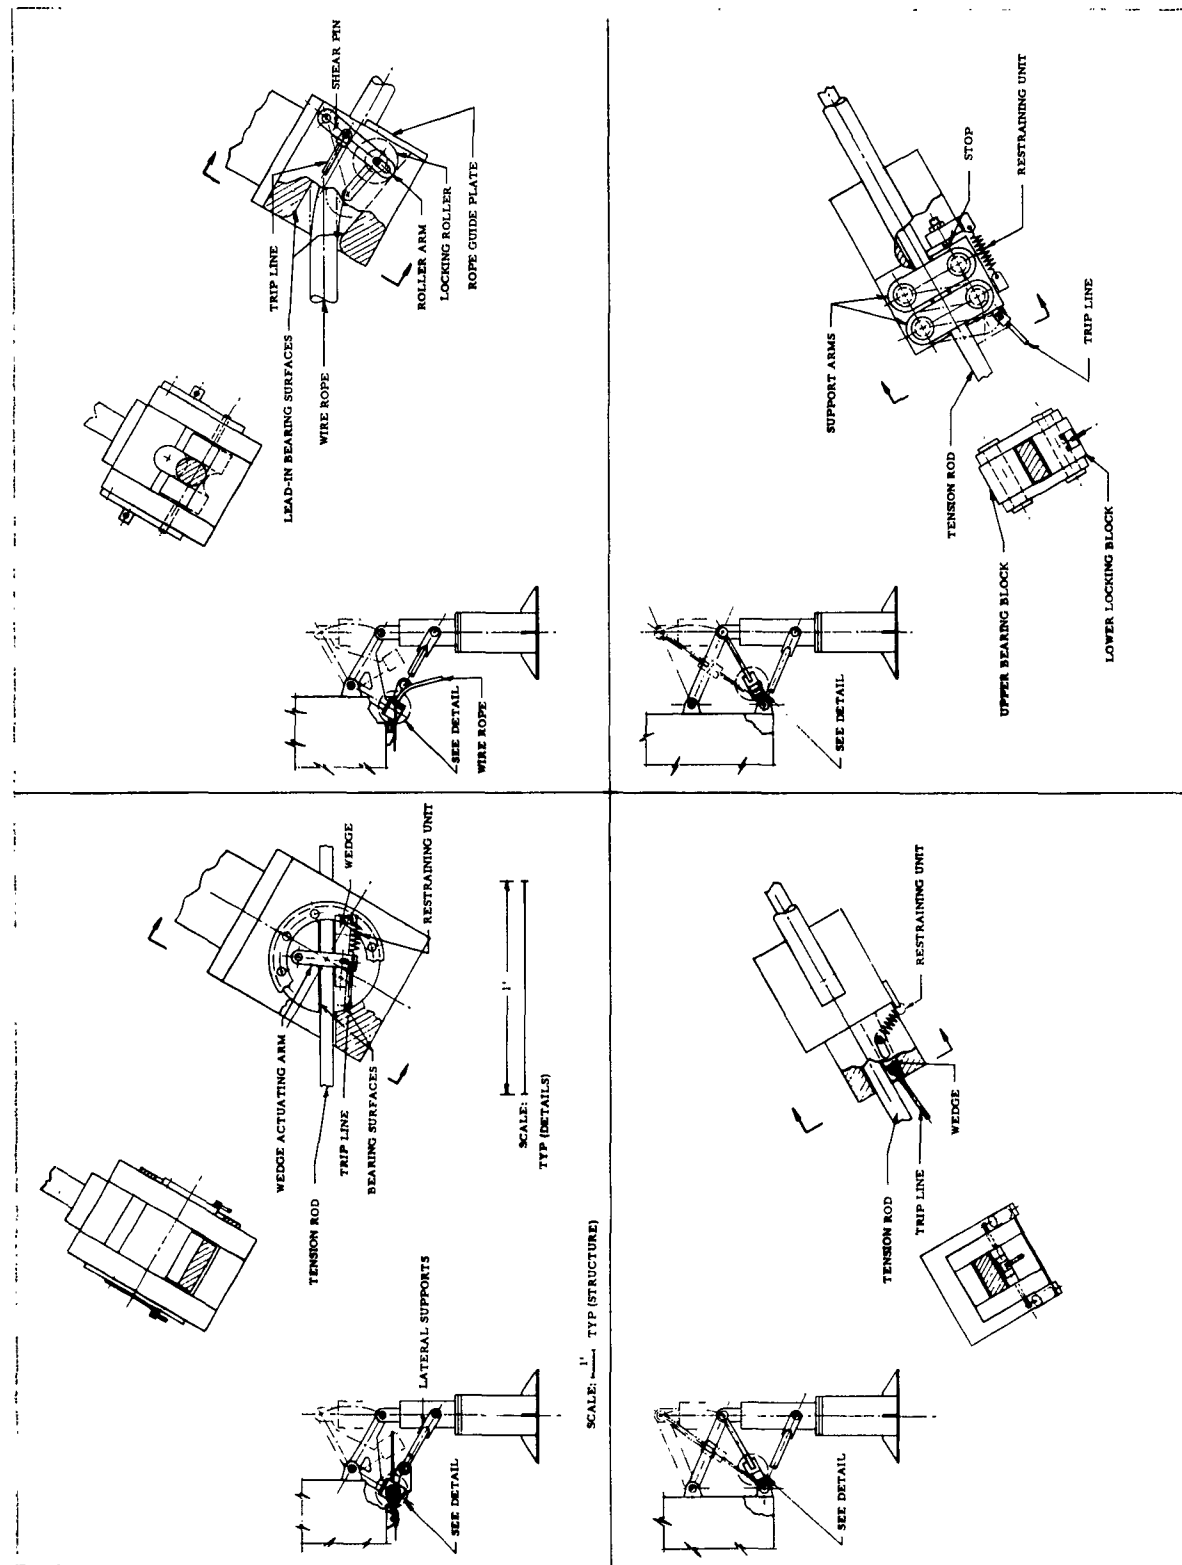 WEDGE ACTUATING ARM
TENSION ROD
TRIP LINE
BEARING SURFACES
WEDGE
RESTRAINING UNIT
LATERAL SUPPORTS
SEE DETAIL
1'
SCALE:
TYP (DETAILS)
SCALE: 1' TYP (STRUCTURE)
TRIP LINE
SHEAR PIN
LEAD-IN BEARING SURFACES
WIRE ROPE
ROLLER ARM
LOCKING ROLLER
ROPE GUIDE PLATE
SEE DETAIL
WIRE ROPE
TENSION ROD
TRIP LINE
WEDGE
RESTRAINING UNIT
SEE DETAIL
SUPPORT ARMS
STOP
RESTRAINING UNIT
TENSION ROD
TRIP LINE
UPPER BEARING BLOCK
LOWER LOCKING BLOCK
SEE DETAIL